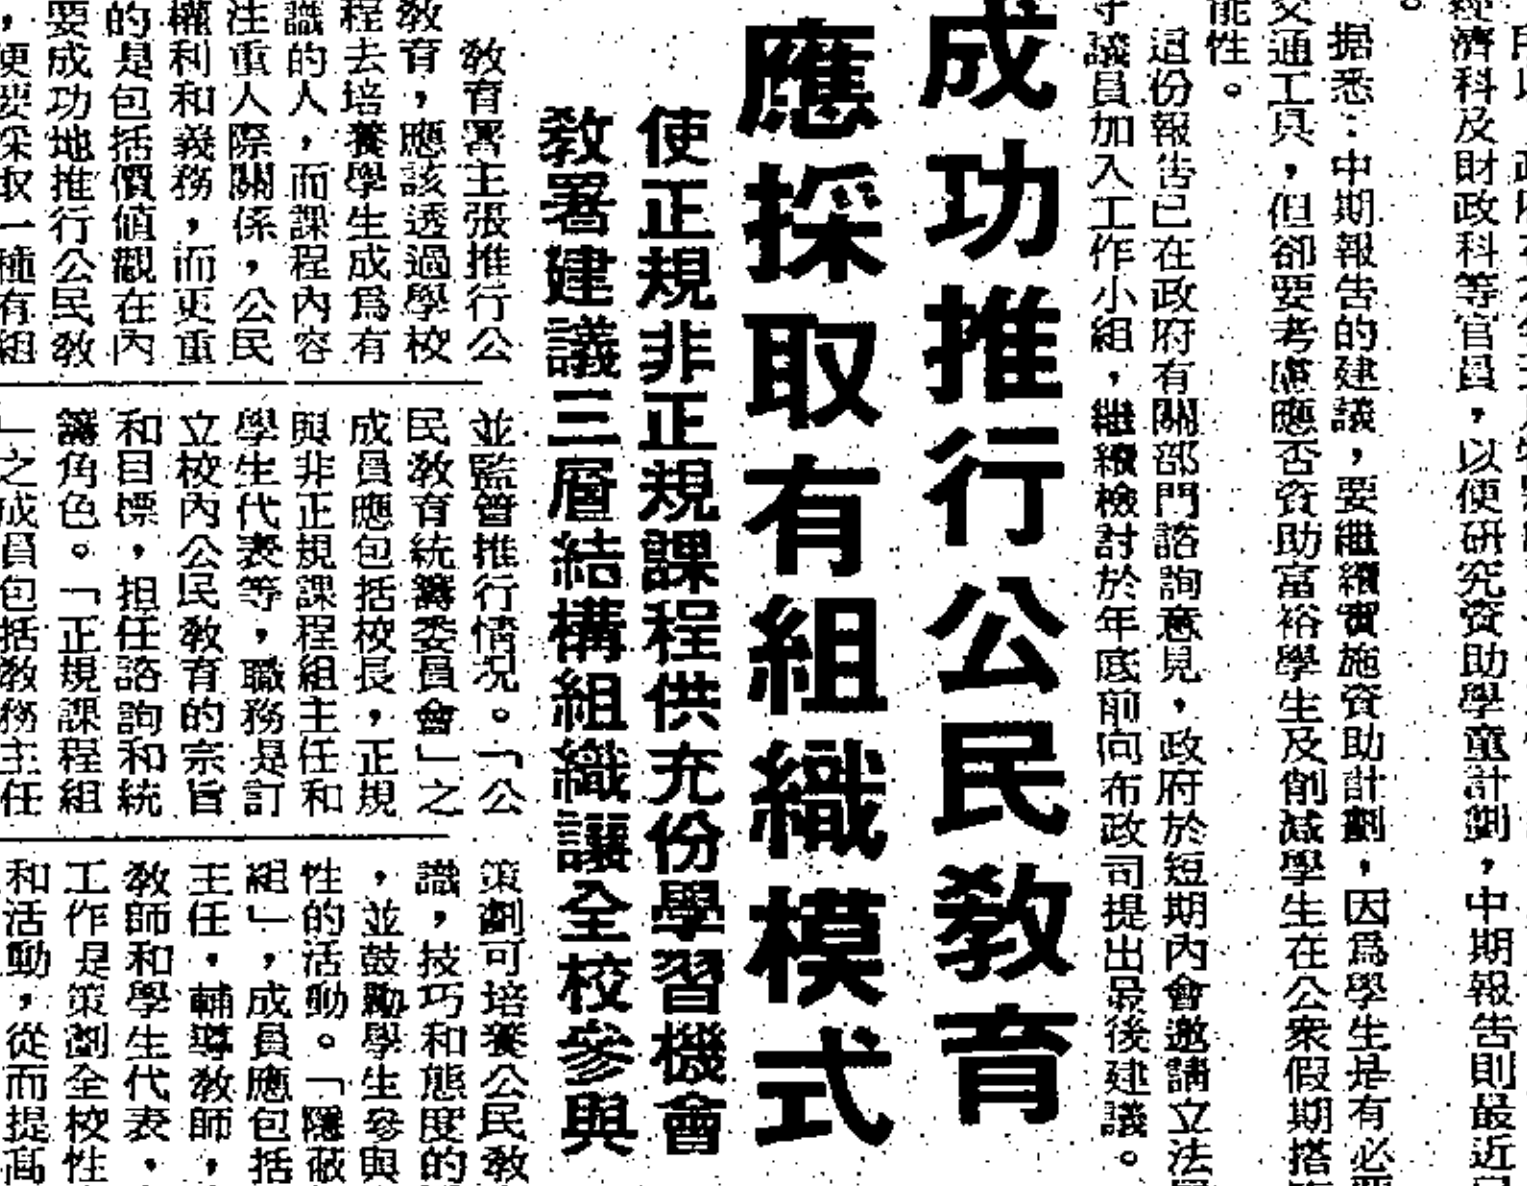 經濟科及財政科等官員，以便研究資助學童計劃，中期報告則最近
据悉：中期報告的建議，要繼續實施資助計劃，因爲學生是有必要
交通工具，但卻要考慮應否資助富裕學生及削減學生在公衆假期搭
能性。
這份報告已在政府有關部門諮詢意見，政府於短期內會邀請立法
議員加入工作小組，繼續檢討於年底前向布政司提出最後建議。
成功推行公民教育
應採取有組織模式
使正規非正規課程供充份學習機會
教署建議三層結構組織讓全校參與
教育署主張推行公
教育，應該透過學校
程去培養學生成爲有
識的人，而課程內容
注重人際關係，公民
權利和義務，而更重
的是包括價值觀在內
要成功地推行公民教
，便要採取一種有組
並監督推行情况。「公
民教育統籌委員會」之
成員應包括校長，正規
與非正規課程組主任和
學生代表等，職務是訂
立校內公民教育的宗旨
和目標，担任諮詢和統
籌角色。「正規課程組
」之成員包括教務主任
策劃可培養公民教
識，技巧和態度的
，並鼓勵學生參與
性的活動。「隱蔽
組」，成員應包括
主任，輔導教師，
教師和學生代表，
工作是策劃全校性
和活動，從而提高